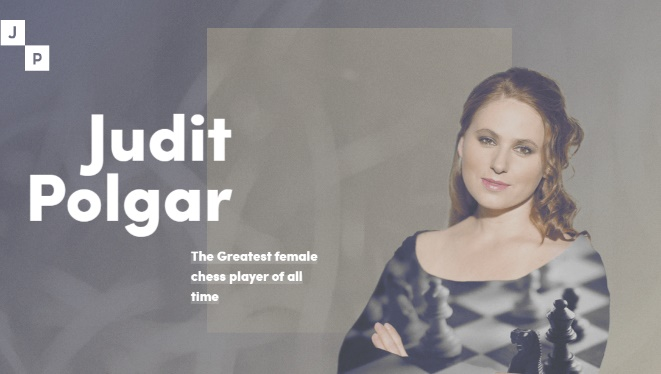 J
P
Judit
Polgar
The Greatest female
chess player of all
time